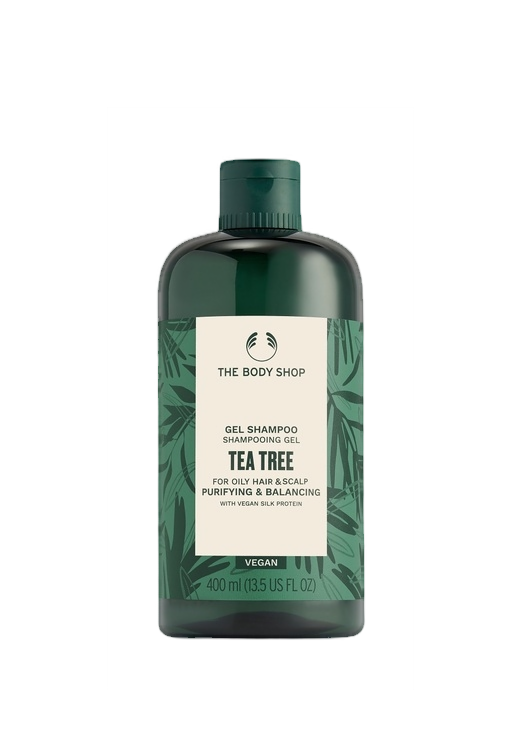 THE BODY SHOP
GEL SHAMPOO
SHAMPOOING GEL
TEA TREE
FOR OILY HAIR & SCALP
PURIFYING & BALANCING
WITH VEGAN SILK PROTEIN
VEGAN
400 ml (13.5 US FL OZ)